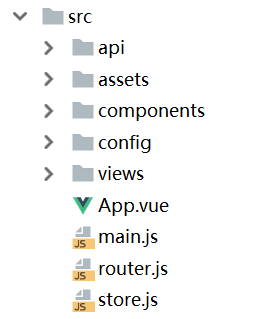 src
api
assets
components
config
views
App.vue
main.js
router.js
store.js